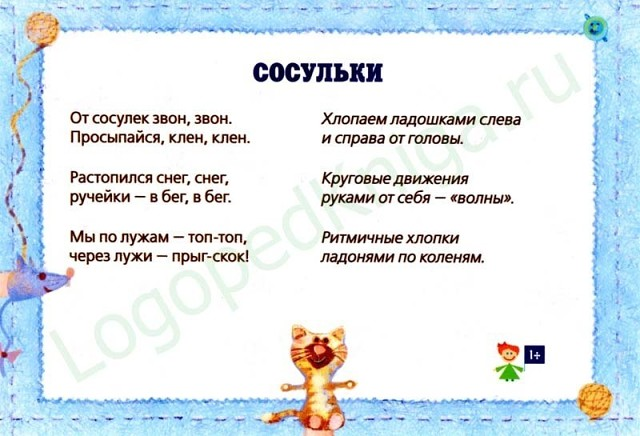 СОСУЛЬКИ
От сосулек звон, звон.
Просыпайся, клен, клен.
Хлопаем ладошками слева
и справа от головы.
Растопился снег, снег,
ручейки – в бег, в бег.
Круговые движения
руками от себя – «волны».
Мы по лужам – топ-топ,
через лужи – прыг-скок!
Ритмичные хлопки
ладонями по коленям.
1+
LogopedKniga.ru